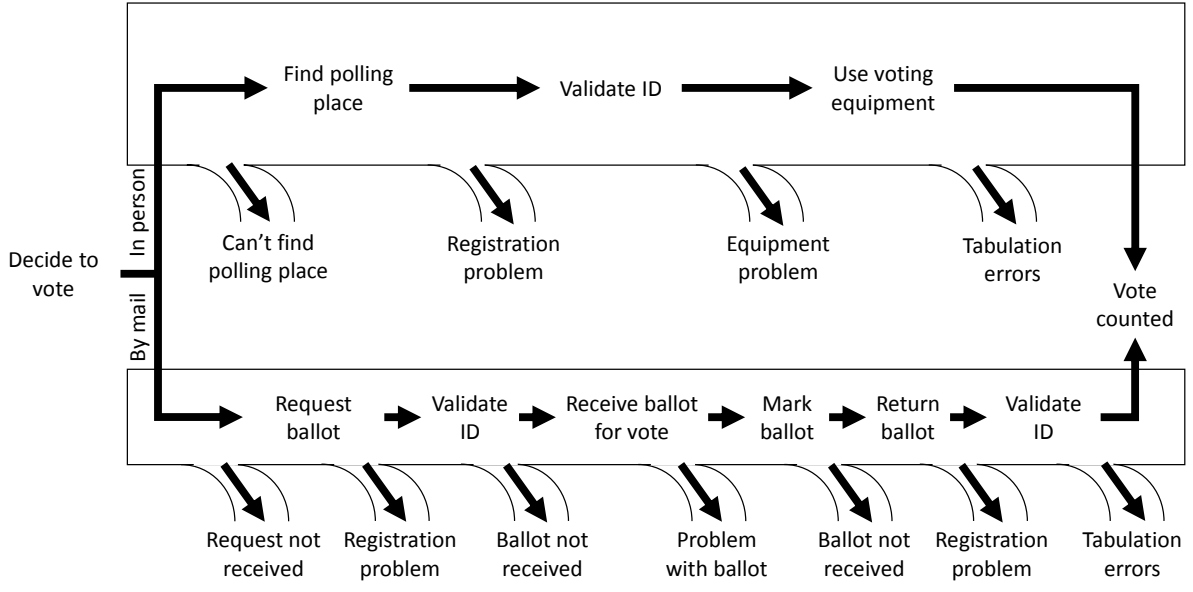 Find polling
place
Validate ID
Use voting
equipment
In person
Can't find
polling place
Registration
problem
Equipment
problem
Tabulation
errors
Decide to
vote
Vote
counted
By mail
Request
ballot
Validate
ID
Receive ballot
for vote
Mark
ballot
Return
ballot
Validate
ID
Request not
received
Registration
problem
Ballot not
received
Problem
with ballot
Ballot not
received
Registration
problem
Tabulation
errors